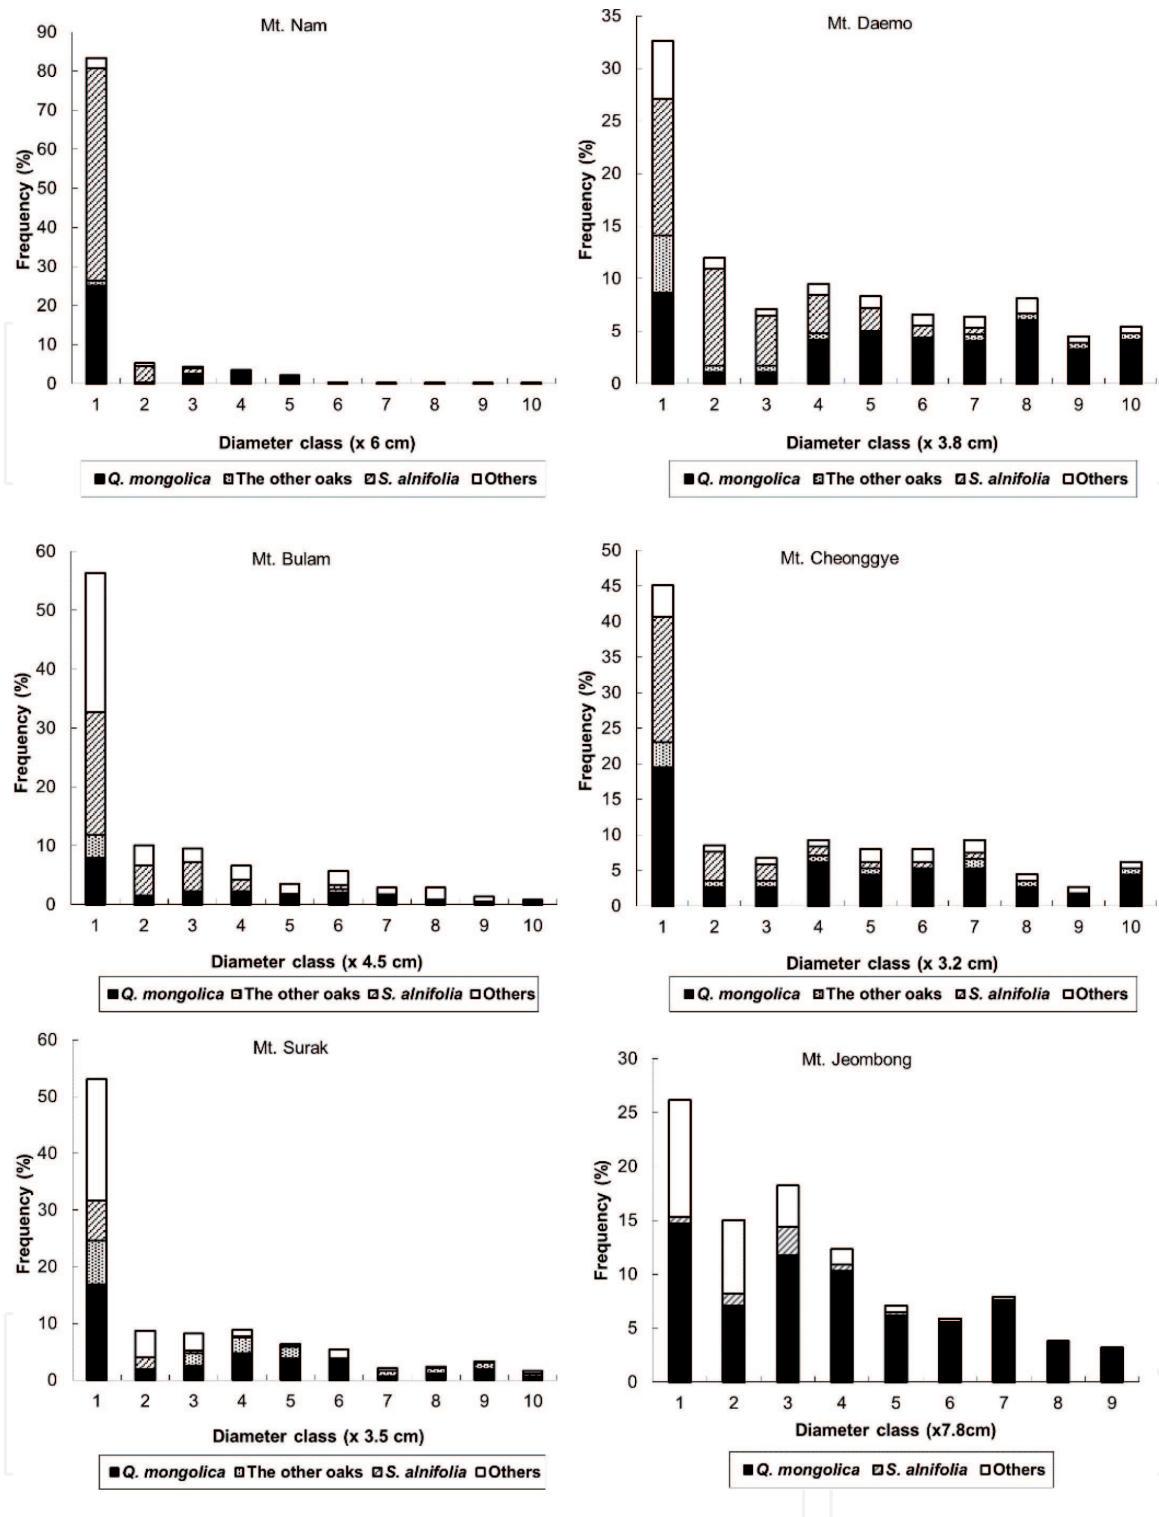 Mt. Nam
Frequency (%)
90
80
70
60
50
40
30
20
10
0
1 2 3 4 5 6 7 8 9 10
Diameter class (x 6 cm)
Q. mongolica The other oaks S. alnifolia Others
Mt. Daemo
Frequency (%)
35
30
25
20
15
10
5
0
1 2 3 4 5 6 7 8 9 10
Diameter class (x 3.8 cm)
Q. mongolica The other oaks S. alnifolia Others
Mt. Bulam
Frequency (%)
60
50
40
30
20
10
0
1 2 3 4 5 6 7 8 9 10
Diameter class (x 4.5 cm)
Q. mongolica The other oaks S. alnifolia Others
Mt. Cheonggye
Frequency (%)
50
45
40
35
30
25
20
15
10
5
0
1 2 3 4 5 6 7 8 9 10
Diameter class (x 3.2 cm)
Q. mongolica The other oaks S. alnifolia Others
Mt. Surak
Frequency (%)
60
50
40
30
20
10
0
1 2 3 4 5 6 7 8 9 10
Diameter class (x 3.5 cm)
Q. mongolica The other oaks S. alnifolia Others
Mt. Jeombong
Frequency (%)
30
25
20
15
10
5
0
1 2 3 4 5 6 7 8 9
Diameter class (x7.8cm)
Q. mongolica S. alnifolia Others